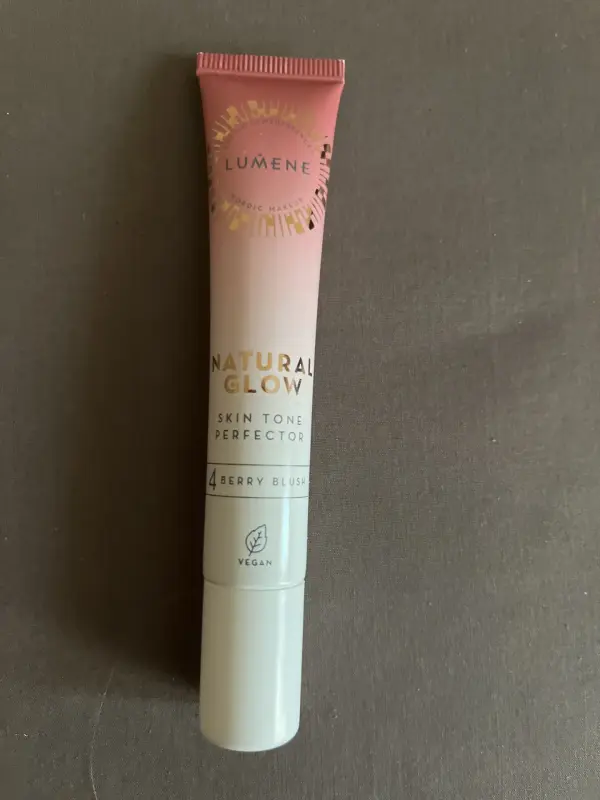 LUMENE
NORDIC MAKEUP
NATURAL
GLOW
SKIN TONE
PERFECTOR
4 BERRY BLUSH
VEGAN